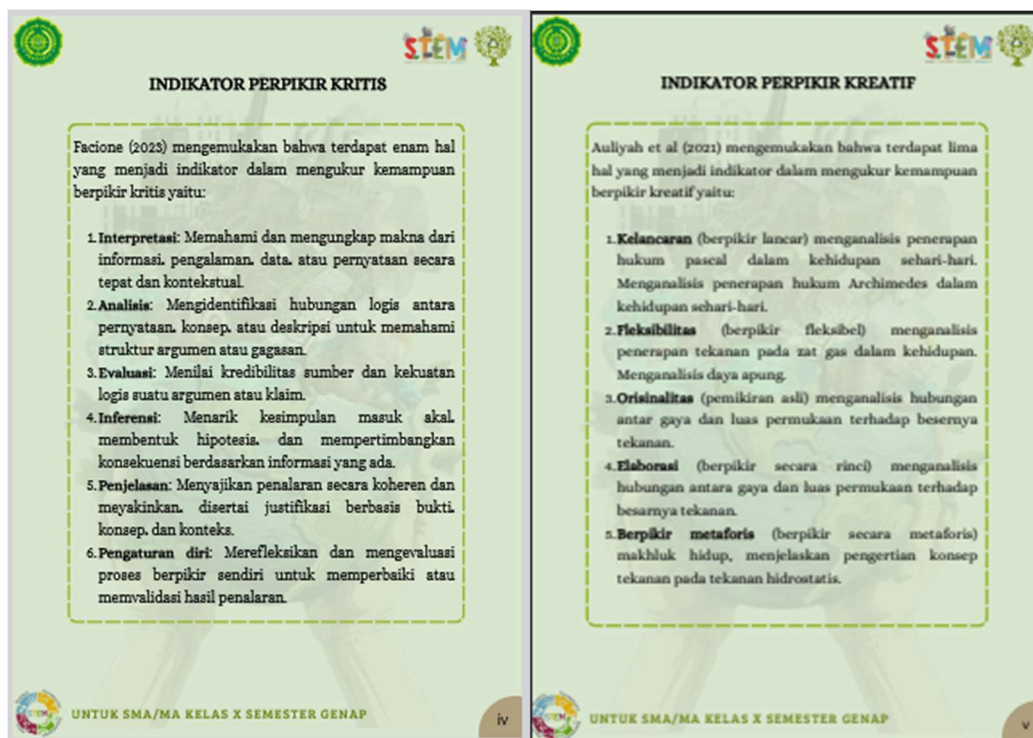 STEM
INDIKATOR PERPIKIR KRITIS
Facione (2023) mengemukakan bahwa terdapat enam hal
yang menjadi indikator dalam mengukur kemampuan
berpikir kritis yaitu:
1. Interpretasi: Memahami dan mengungkap makna dari
informasi, pengalaman, data, atau pernyataan secara
tepat dan kontekstual.
2. Analisis: Mengidentifikasi hubungan logis antara
pernyataan, konsep, atau deskripsi untuk memahami
struktur argumen atau gagasan.
3. Evaluasi: Menilai kredibilitas sumber dan kekuatan
logis suatu argumen atau klaim.
4. Inferensi: Menarik kesimpulan masuk akal,
membentuk hipotesis, dan mempertimbangkan
konsekuensi berdasarkan informasi yang ada.
5. Penjelasan: Menyajikan penalaran secara koheren dan
meyakinkan, disertai justifikasi berbasis bukti,
konsep, dan konteks.
6. Pengaturan diri: Merefleksikan dan mengevaluasi
proses berpikir sendiri untuk memperbaiki atau
memvalidasi hasil penalaran.
STEM
UNTUK SMA/MA KELAS X SEMESTER GENAP
iv
STEM
INDIKATOR PERPIKIR KREATIF
Auliyah et al (2021) mengemukakan bahwa terdapat lima
hal yang menjadi indikator dalam mengukur kemampuan
berpikir kreatif yaitu:
1. Kelancaran (berpikir lancar) menganalisis penerapan
hukum pascal dalam kehidupan sehari-hari.
Menganalisis penerapan hukum Archimedes dalam
kehidupan sehari-hari.
2. Fleksibilitas (berpikir fleksibel) menganalisis
penerapan tekanan pada zat gas dalam kehidupan.
Menganalisis daya apung.
3. Orisinalitas (pemikiran asli) menganalisis hubungan
antar gaya dan luas permukaan terhadap besernya
tekanan.
4. Elaborasi (berpikir secara rinci) menganalisis
hubungan antara gaya dan luas permukaan terhadap
besarnya tekanan.
5. Berpikir metaforis (berpikir secara metaforis)
makhluk hidup, menjelaskan pengertian konsep
tekanan pada tekanan hidrostatis.
STEM
UNTUK SMA/MA KELAS X SEMESTER GENAP
v